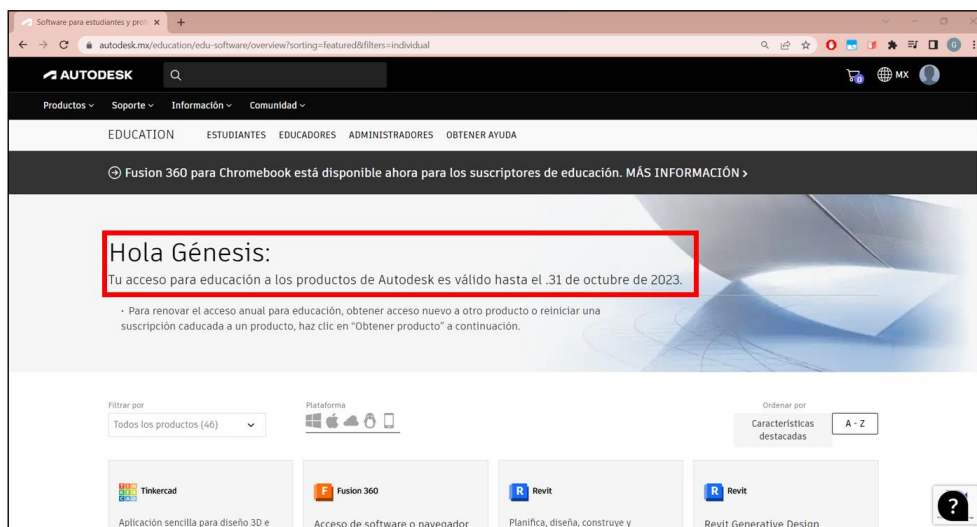 Software para estudiantes y prof
autodesk.mx/education/edu-software/overview?sorting=featured&filters=individual
G
AUTODESK
0
MX
Productos
Soporte
Información
Comunidad
EDUCATION
ESTUDIANTES
EDUCADORES
ADMINISTRADORES
OBTENER AYUDA
Fusion 360 para Chromebook está disponible ahora para los suscriptores de educación. MÁS INFORMACIÓN >
Hola Génesis:
Tu acceso para educación a los productos de Autodesk es válido hasta el .31 de octubre de 2023.
• Para renovar el acceso anual para educación, obtener acceso nuevo a otro producto o reiniciar una
suscripción caducada a un producto, haz clic en "Obtener producto" a continuación.
Filtrar por
Plataforma
Ordenar por
Todos los productos (46)
Características
destacadas
A - Z
TIN
KER
CAD
Tinkercad
F
Fusion 360
R
Revit
R
Revit
Aplicación sencilla para diseño 3D e
Acceso de software o navegador
Planifica, diseña, construye y
Revit Generative Design
?